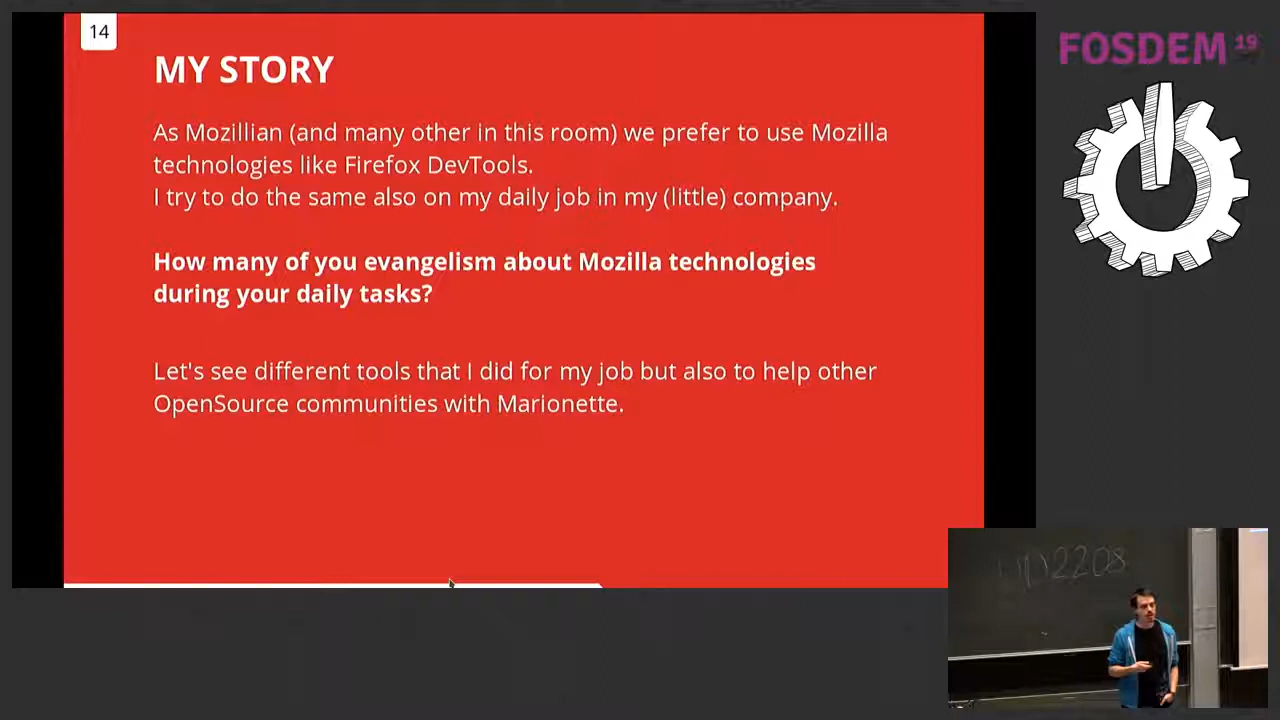 14
MY STORY
As Mozillian (and many other in this room) we prefer to use Mozilla
technologies like Firefox DevTools.
I try to do the same also on my daily job in my (little) company.
How many of you evangelism about Mozilla technologies
during your daily tasks?
Let's see different tools that I did for my job but also to help other
OpenSource communities with Marionette.
FOSDEM 19